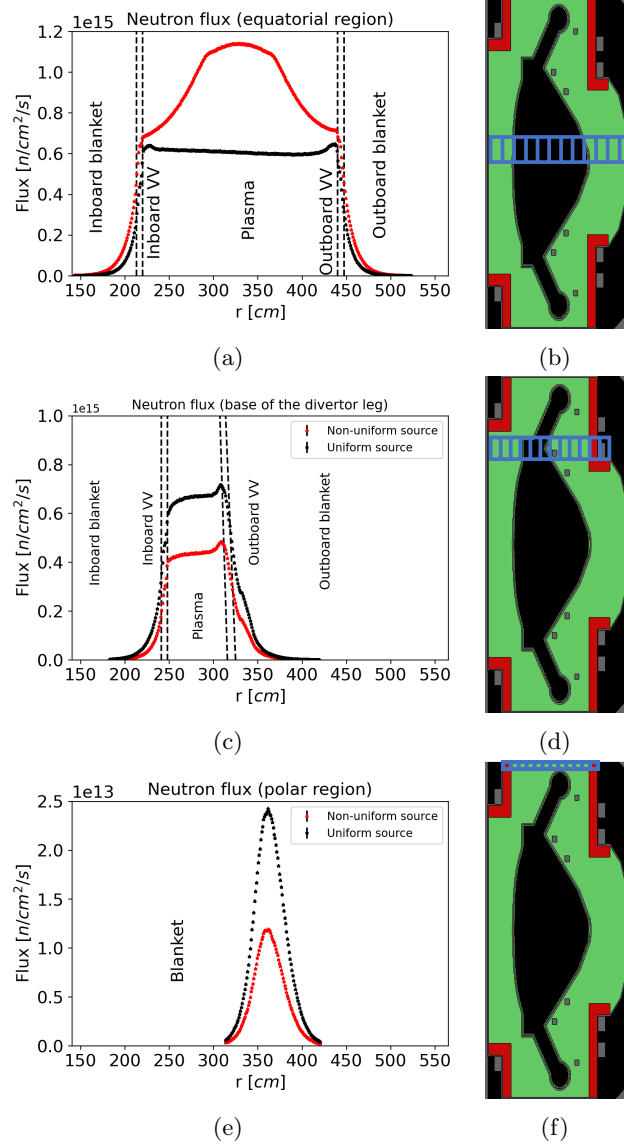 Neutron flux (equatorial region)
1e15
Flux [n/cm²/s]
1.2
1.0
0.8
0.6
0.4
0.2
0.0
Inboard blanket
Inboard VV
Plasma
Outboard VV
Outboard blanket
150 200 250 300 350 400 450 500 550
r [cm]
(a)
(b)
Neutron flux (base of the divertor leg)
1e15
Flux [n/cm²/s]
1.0
0.8
0.6
0.4
0.2
0.0
Non-uniform source
Uniform source
Inboard blanket
Inboard VV
Plasma
Outboard VV
Outboard blanket
150 200 250 300 350 400 450 500 550
r [cm]
(c)
(d)
Neutron flux (polar region)
1e13
Flux [n/cm²/s]
2.5
2.0
1.5
1.0
0.5
0.0
Non-uniform source
Uniform source
Blanket
150 200 250 300 350 400 450 500 550
r [cm]
(e)
(f)